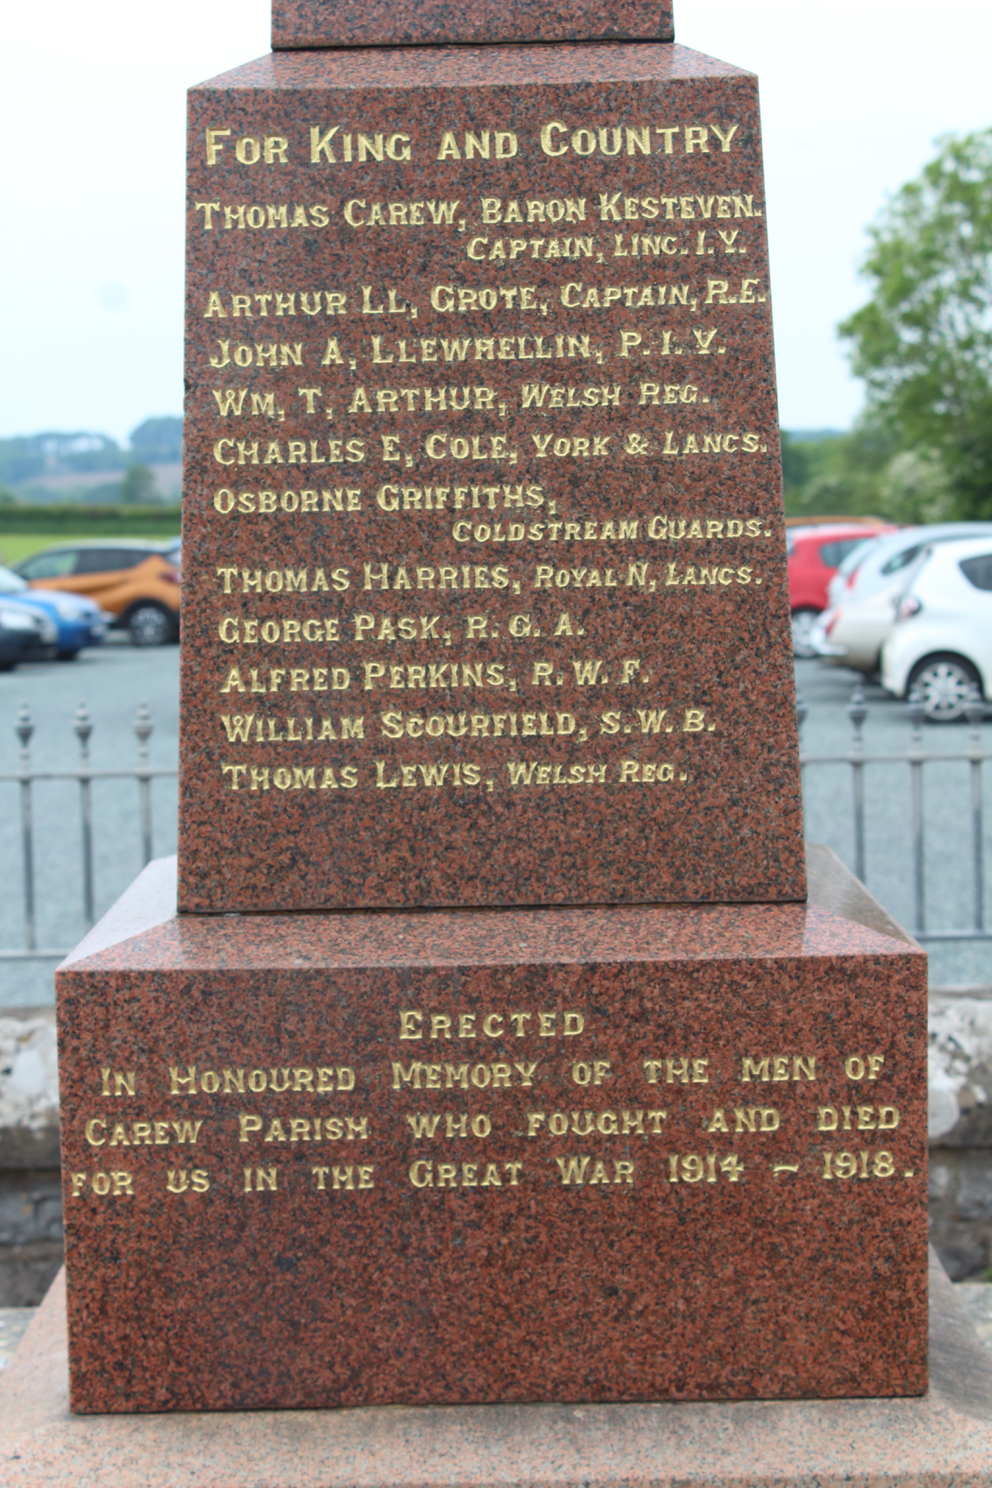 FOR KING AND COUNTRY
THOMAS CAREW, BARON KESTEVEN.
CAPTAIN, LINC. I. Y.
ARTHUR LL, GROTE, CAPTAIN, R.E.
JOHN A, LLEWHELLIN, P. I. Y.
WM, T, ARTHUR, WELSH REG.
CHARLES E, COLE, YORK & LANCS.
OSBORNE GRIFFITHS,
COLDSTREAM GUARDS.
THOMAS HARRIES, ROYAL N, LANCS.
GEORGE PASK, R. G. A.
ALFRED PERKINS, R. W. F.
WILLIAM SCOURFIELD, S. W. B.
THOMAS LEWIS, WELSH REG.
ERECTED
IN HONOURED MEMORY OF THE MEN OF
CAREW PARISH WHO FOUGHT AND DIED
FOR US IN THE GREAT WAR 1914 – 1918.